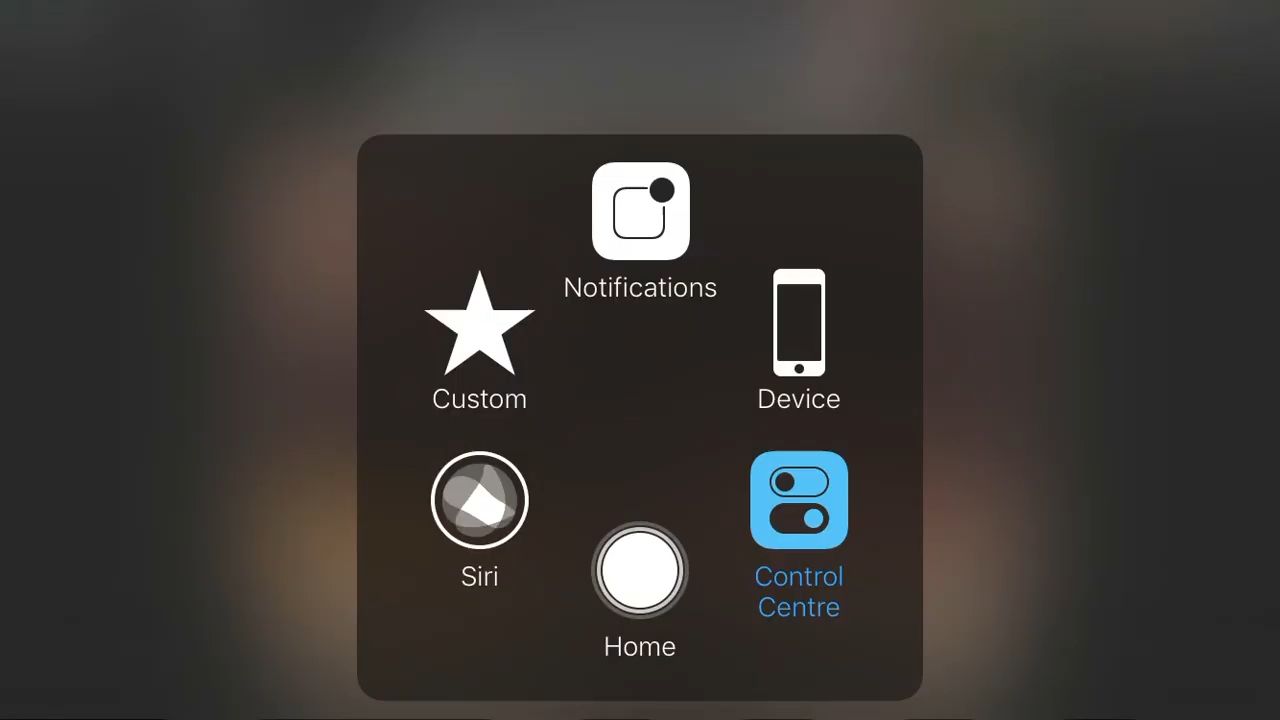 Notifications
Custom
Device
Siri
Control
Centre
Home